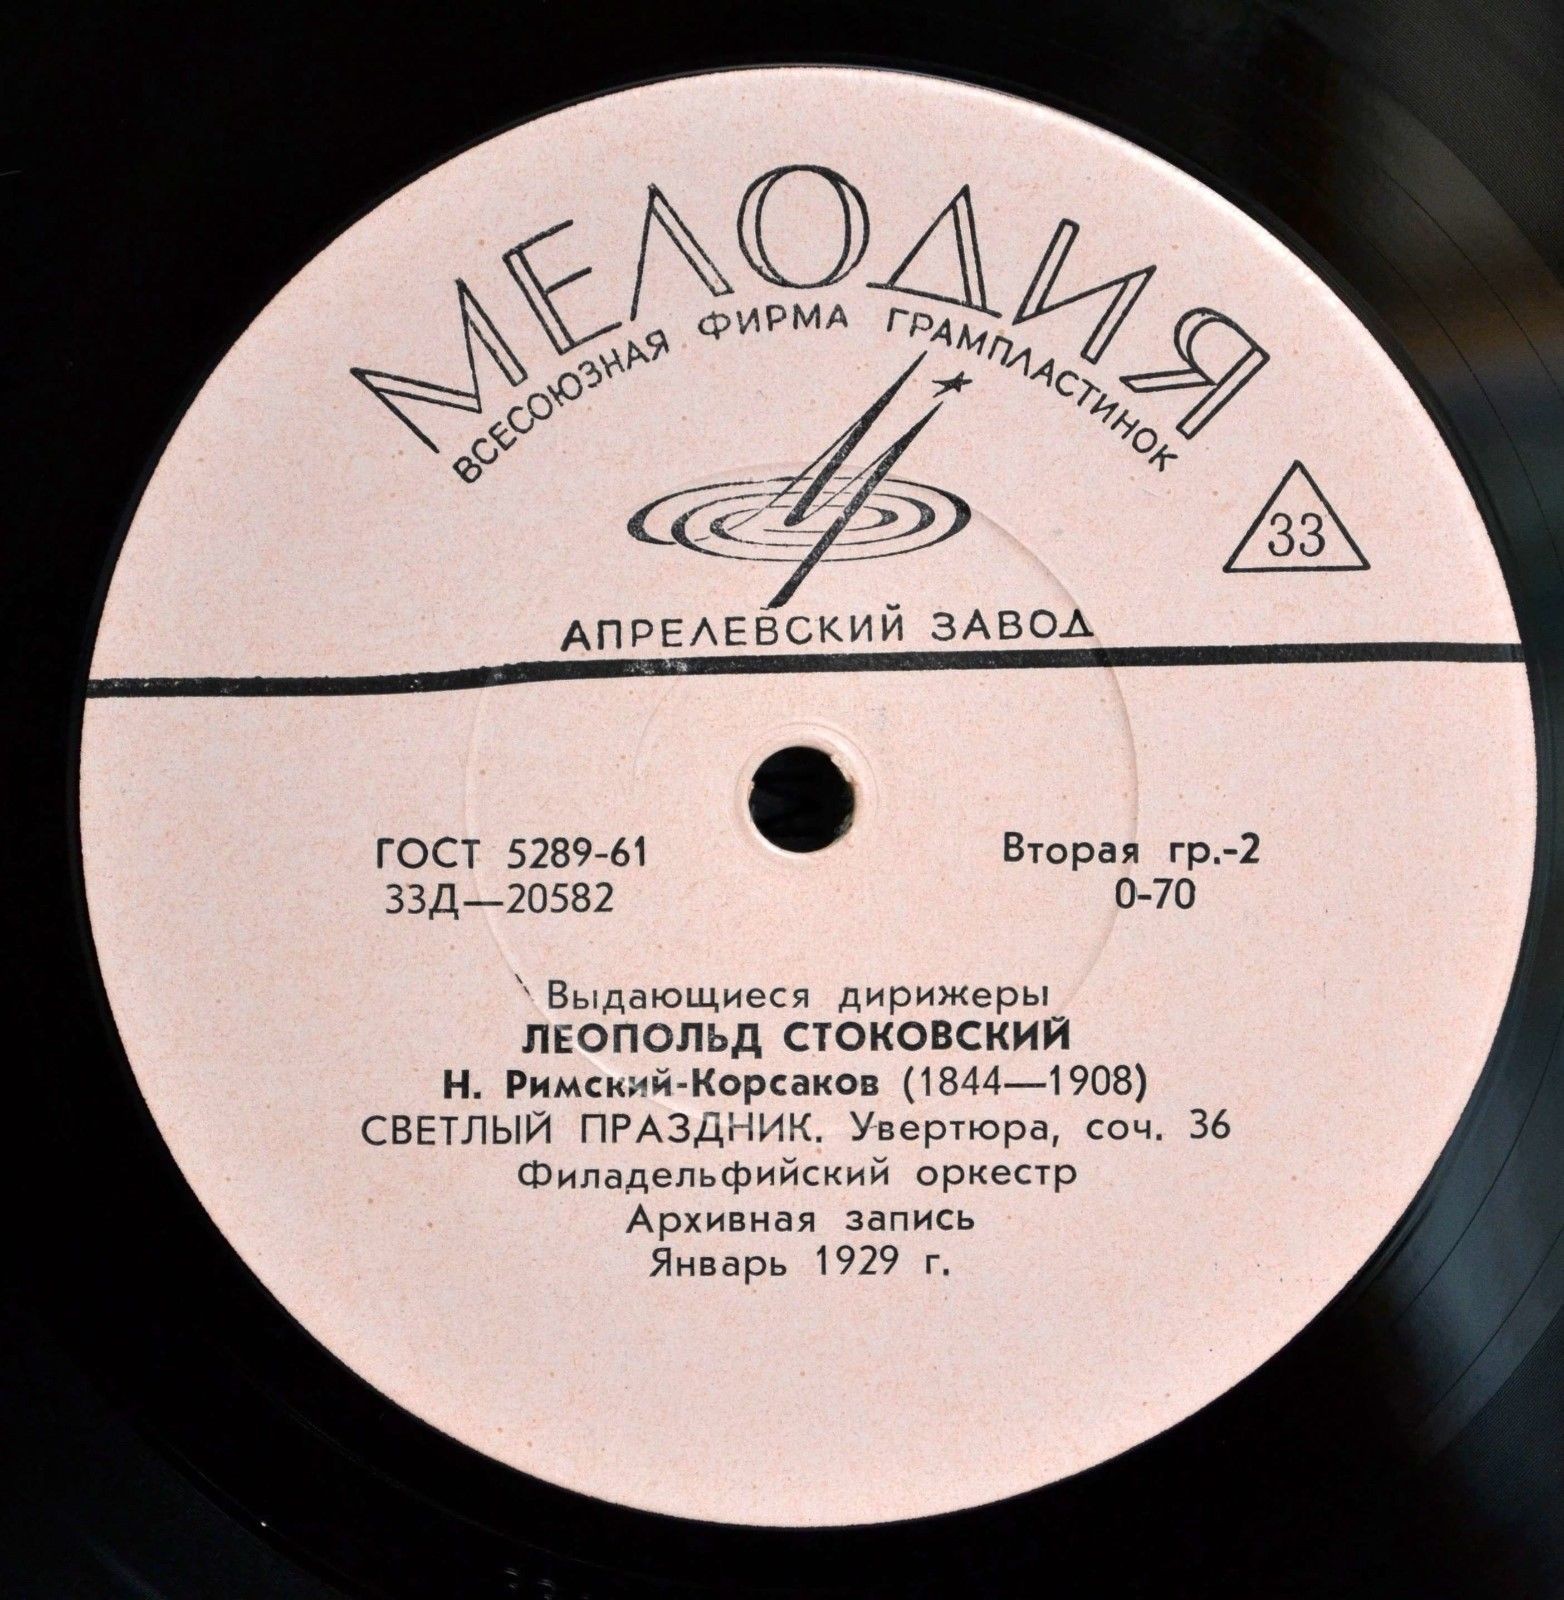 МЕЛОДИЯ
ВСЕСОЮЗНАЯ ФИРМА ГРАМПЛАСТИНОК
33
АПРЕЛЕВСКИЙ ЗАВОД
ГОСТ 5289-61
Вторая гр.-2
33Д—20582
0-70
Выдающиеся дирижеры
ЛЕОПОЛЬД СТОКОВСКИЙ
Н. Римский-Корсаков (1844—1908)
СВЕТЛЫЙ ПРАЗДНИК. Увертюра, соч. 36
Филадельфийский оркестр
Архивная запись
Январь 1929 г.